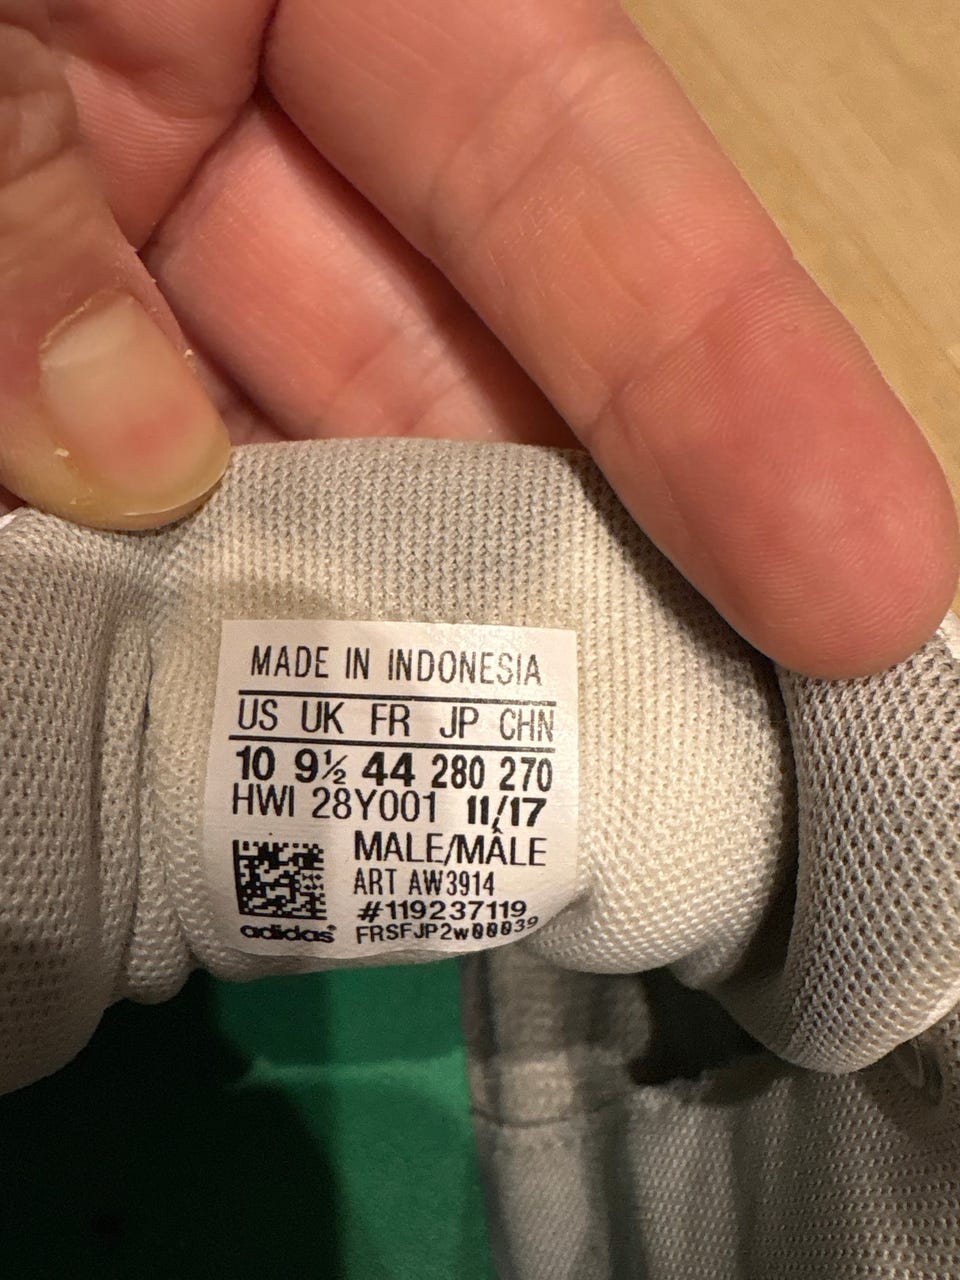 MADE IN INDONESIA
US UK FR JP CHN
10 9½ 44 280 270
HWI 28Y001 11/17
MALE/MÂLE
ART AW3914
#119237119
FRSFJP2w00039
adidas